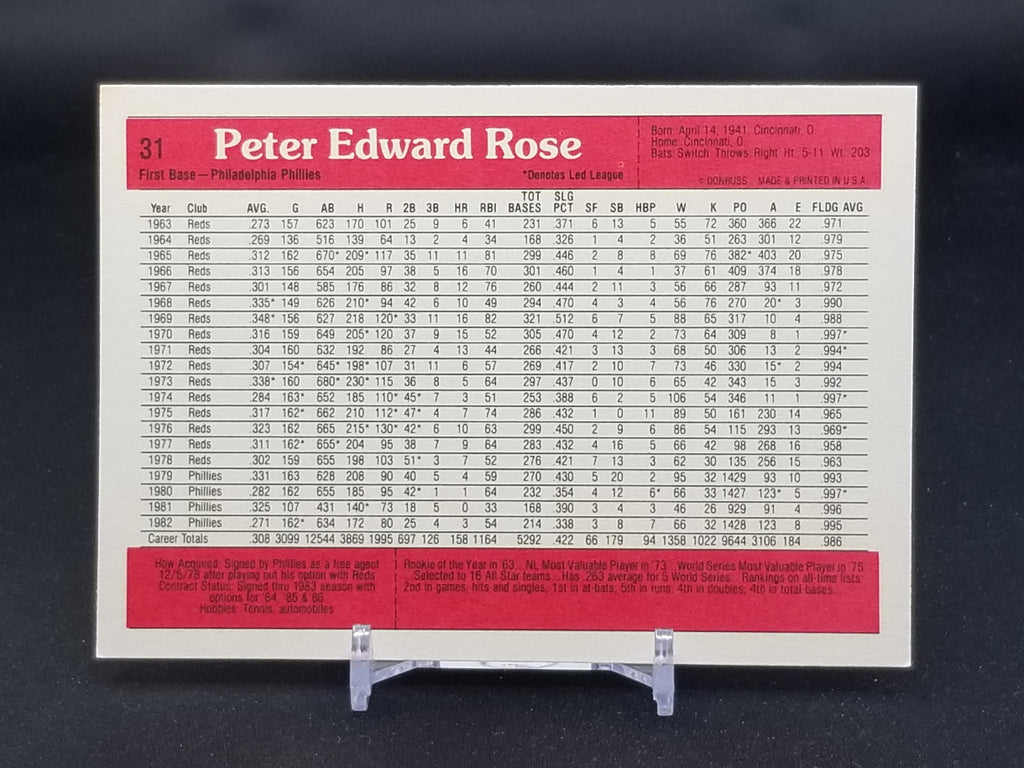 31 Peter Edward Rose
First Base — Philadelphia Phillies
*Denotes Led League
Born: April 14, 1941, Cincinnati, O.
Home: Cincinnati, O.
Bats: Switch Throws: Right Ht. 5-11 Wt. 203
© DONRUSS MADE & PRINTED IN U.S.A.
Year Club AVG. G AB H R 2B 3B HR RBI TOT BASES SLG PCT SF SB HBP W K PO A E FLDG AVG
1963 Reds .273 157 623 170 101 25 9 6 41 231 .371 6 13 5 55 72 360 366 22 .971
1964 Reds .269 136 516 139 64 13 2 4 34 168 .326 1 4 2 36 51 263 301 12 .979
1965 Reds .312 162 670* 209* 117 35 11 11 81 299 .446 2 8 8 69 76 382* 403 20 .975
1966 Reds .313 156 654 205 97 38 5 16 70 301 .460 1 4 1 37 61 409 374 18 .978
1967 Reds .301 148 585 176 86 32 8 12 76 260 .444 2 11 3 56 66 287 93 11 .972
1968 Reds .335* 149 626 210* 94 42 6 10 49 294 .470 4 3 4 56 76 270 20* 3 .990
1969 Reds .348* 156 627 218 120* 33 11 16 82 321 .512 6 7 5 88 65 317 10 4 .988
1970 Reds .316 159 649 205* 120 37 9 15 52 305 .470 4 12 2 73 64 309 8 1 .997*
1971 Reds .304 160 632 192 86 27 4 13 44 266 .421 3 13 3 68 50 306 13 2 .994*
1972 Reds .307 154* 645* 198* 107 31 11 6 57 269 .417 2 10 7 73 46 330 15* 2 .994
1973 Reds .338* 160 680* 230* 115 36 8 5 64 297 .437 0 10 6 65 42 343 15 3 .992
1974 Reds .284 163* 652 185 110* 45* 7 3 51 253 .388 6 2 5 106 54 346 11 1 .997*
1975 Reds .317 162* 662 210 112* 47* 4 7 74 286 .432 1 0 11 89 50 161 230 14 .965
1976 Reds .323 162 665 215* 130* 42* 6 10 63 299 .450 2 9 6 86 54 115 293 13 .969*
1977 Reds .311 162* 655* 204 95 38 7 9 64 283 .432 4 16 5 66 42 98 268 16 .958
1978 Reds .302 159 655 198 103 51* 3 7 52 276 .421 7 13 3 62 30 135 256 15 .963
1979 Phillies .331 163 628 208 90 40 5 4 59 270 .430 5 20 2 95 32 1429 93 10 .993
1980 Phillies .282 162 655 185 95 42* 1 1 64 232 .354 4 12 6* 66 33 1427 123* 5 .997*
1981 Phillies .325 107 431 140* 73 18 5 0 33 168 .390 3 4 3 46 26 929 91 4 .996
1982 Phillies .271 162* 634 172 80 25 4 3 54 214 .338 3 8 7 66 32 1428 123 8 .995
Career Totals .308 3099 12544 3869 1995 697 126 158 1164 5292 .422 66 179 94 1358 1022 9644 3106 184 .986
How Acquired: Signed by Phillies as a free agent
12/5/78 after playing out his option with Reds
Contract Status: Signed thru 1983 season with
options for '84, '85 & '86
Hobbies: Tennis, automobiles
Rookie of the Year in '63...NL Most Valuable Player in '73...World Series Most Valuable Player in '75
...Selected to 16 All Star teams...Has .263 average for 5 World Series...Rankings on all-time lists:
2nd in games, hits and singles; 1st in at-bats; 5th in runs; 4th in doubles; 4th in total bases.